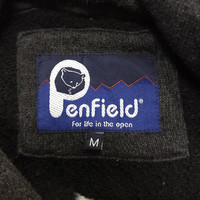 Penfield®
For life in the open
M